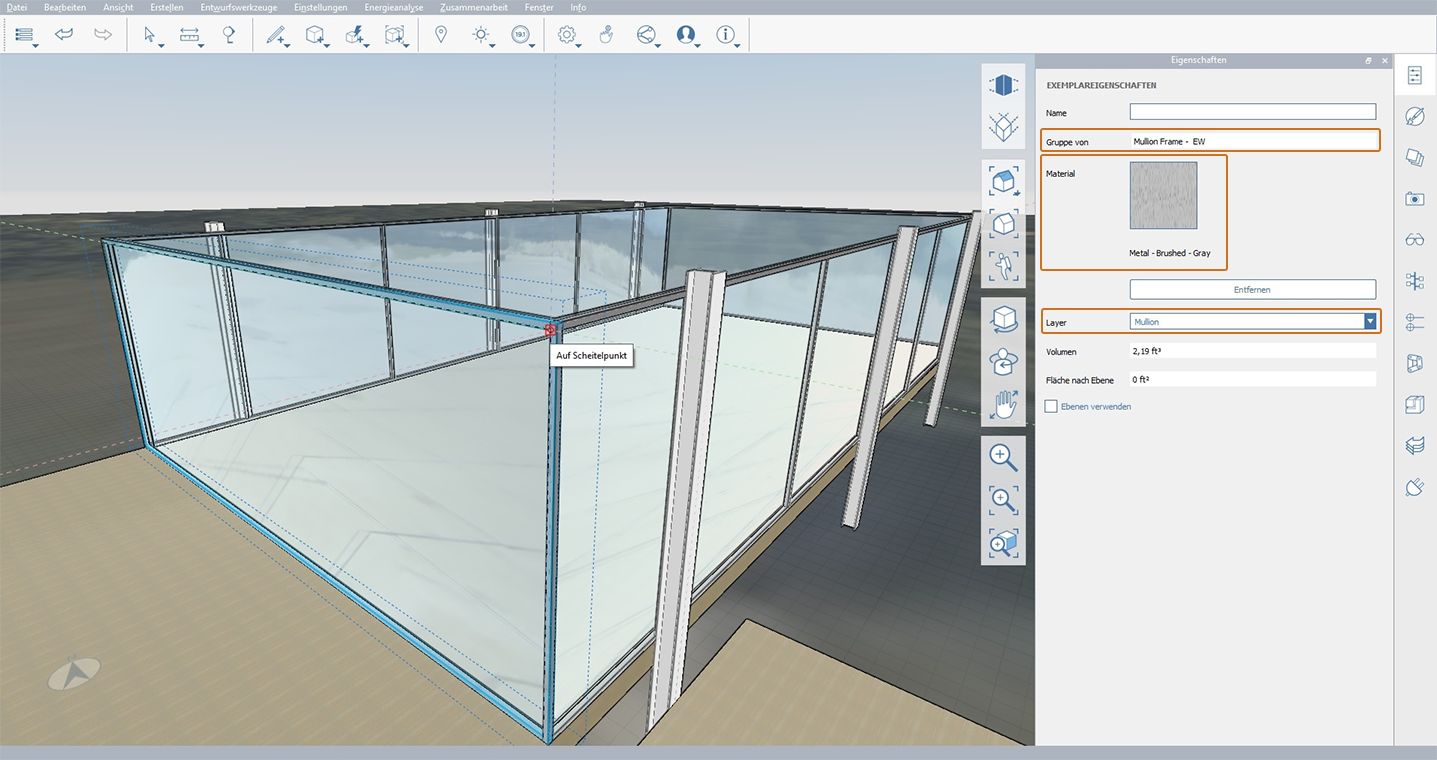 Datei Bearbeiten Ansicht Erstellen Entwurfswerkzeuge Einstellungen Energieanalyse Zusammenarbeit Fenster Info
19.1
Eigenschaften
EXEMPLAREIGENSCHAFTEN
Name
Gruppe von Mullion Frame - EW
Material
Metal - Brushed - Gray
Entfernen
Layer Mullion
Volumen 2,19 ft³
Fläche nach Ebene 0 ft²
Ebenen verwenden
Auf Scheitelpunkt